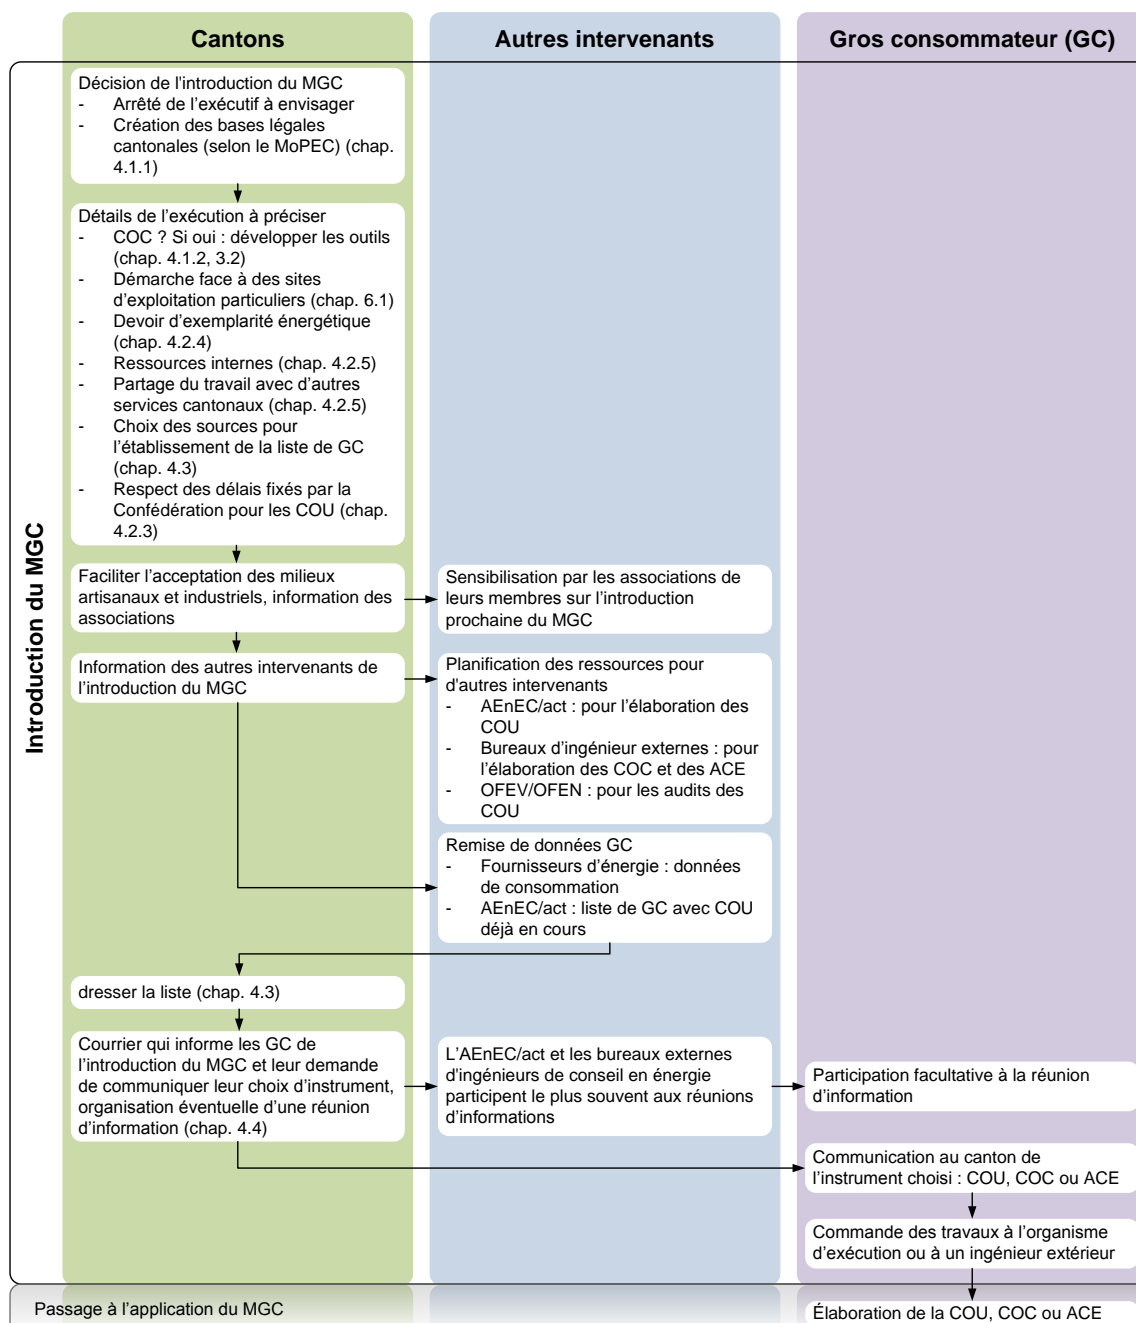 Cantons
Autres intervenants
Gros consommateur (GC)
Introduction du MGC
Décision de l'introduction du MGC
- Arrêté de l’exécutif à envisager
- Création des bases légales
cantonales (selon le MoPEC) (chap.
4.1.1)
Détails de l’exécution à préciser
- COC ? Si oui : développer les outils
(chap. 4.1.2, 3.2)
- Démarche face à des sites
d’exploitation particuliers (chap. 6.1)
- Devoir d’exemplarité énergétique
(chap. 4.2.4)
- Ressources internes (chap. 4.2.5)
- Partage du travail avec d’autres
services cantonaux (chap. 4.2.5)
- Choix des sources pour
l’établissement de la liste de GC
(chap. 4.3)
- Respect des délais fixés par la
Confédération pour les COU (chap.
4.2.3)
Faciliter l’acceptation des milieux
artisanaux et industriels, information des
associations
Sensibilisation par les associations de
leurs membres sur l’introduction
prochaine du MGC
Information des autres intervenants de
l’introduction du MGC
Planification des ressources pour
d'autres intervenants
- AEnEC/act : pour l’élaboration des
COU
- Bureaux d’ingénieur externes : pour
l’élaboration des COC et des ACE
- OFEV/OFEN : pour les audits des
COU
Remise de données GC
- Fournisseurs d’énergie : données
de consommation
- AEnEC/act : liste de GC avec COU
déjà en cours
dresser la liste (chap. 4.3)
Courrier qui informe les GC de
l’introduction du MGC et leur demande
de communiquer leur choix d’instrument,
organisation éventuelle d’une réunion
d’information (chap. 4.4)
L’AEnEC/act et les bureaux externes
d’ingénieurs de conseil en énergie
participent le plus souvent aux réunions
d’informations
Participation facultative à la réunion
d’information
Communication au canton de
l’instrument choisi : COU, COC ou ACE
Commande des travaux à l’organisme
d’exécution ou à un ingénieur extérieur
Passage à l’application du MGC
Élaboration de la COU, COC ou ACE